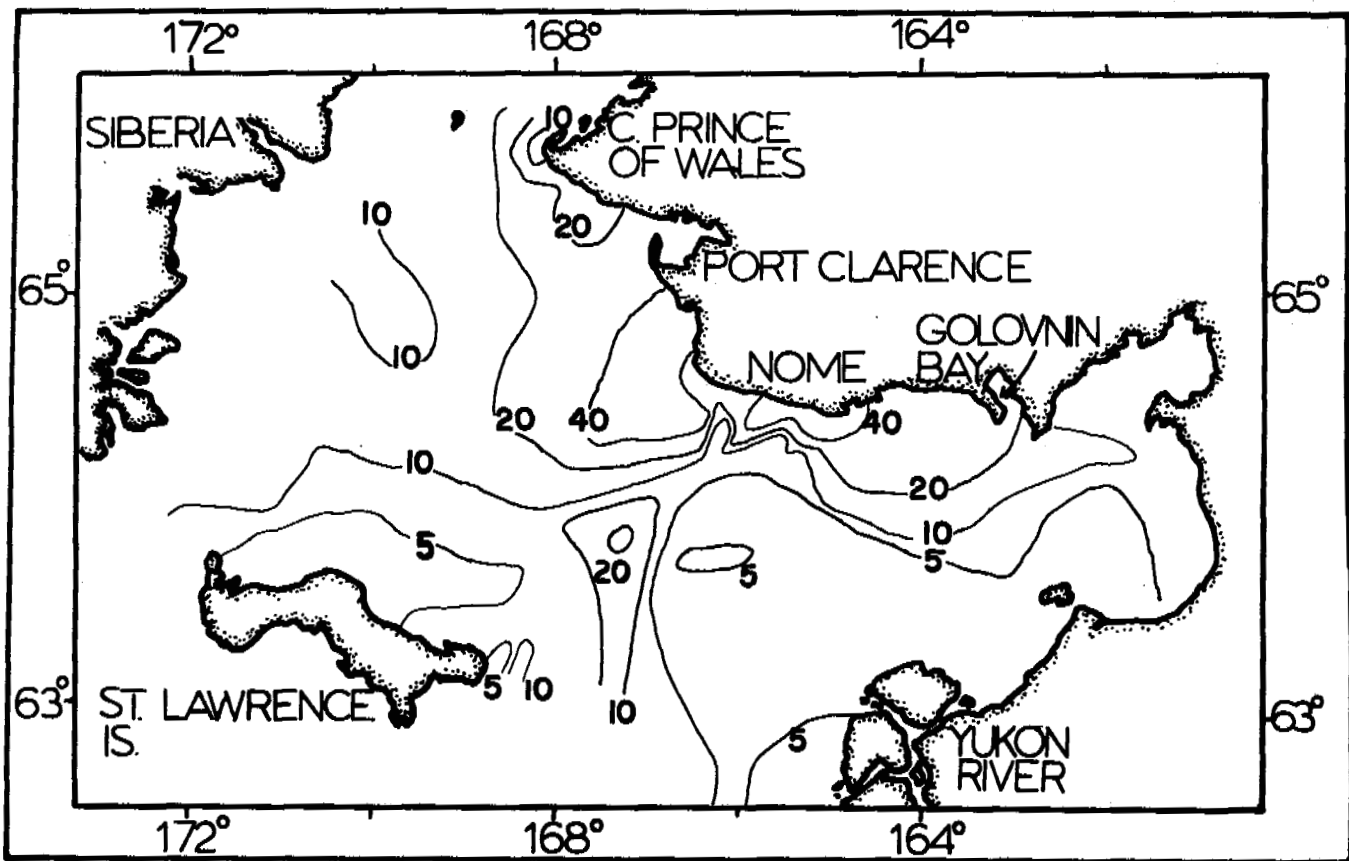 172° 168° 164°
SIBERIA
10
C. PRINCE
OF WALES
10
20
65°
PORT CLARENCE
65°
GOLOVNIN
BAY
NOME
10
20
40
40
10
20
10
5
20
5
5
63°
ST. LAWRENCE
IS.
5
10
10
5
YUKON
RIVER
63°
172° 168° 164°